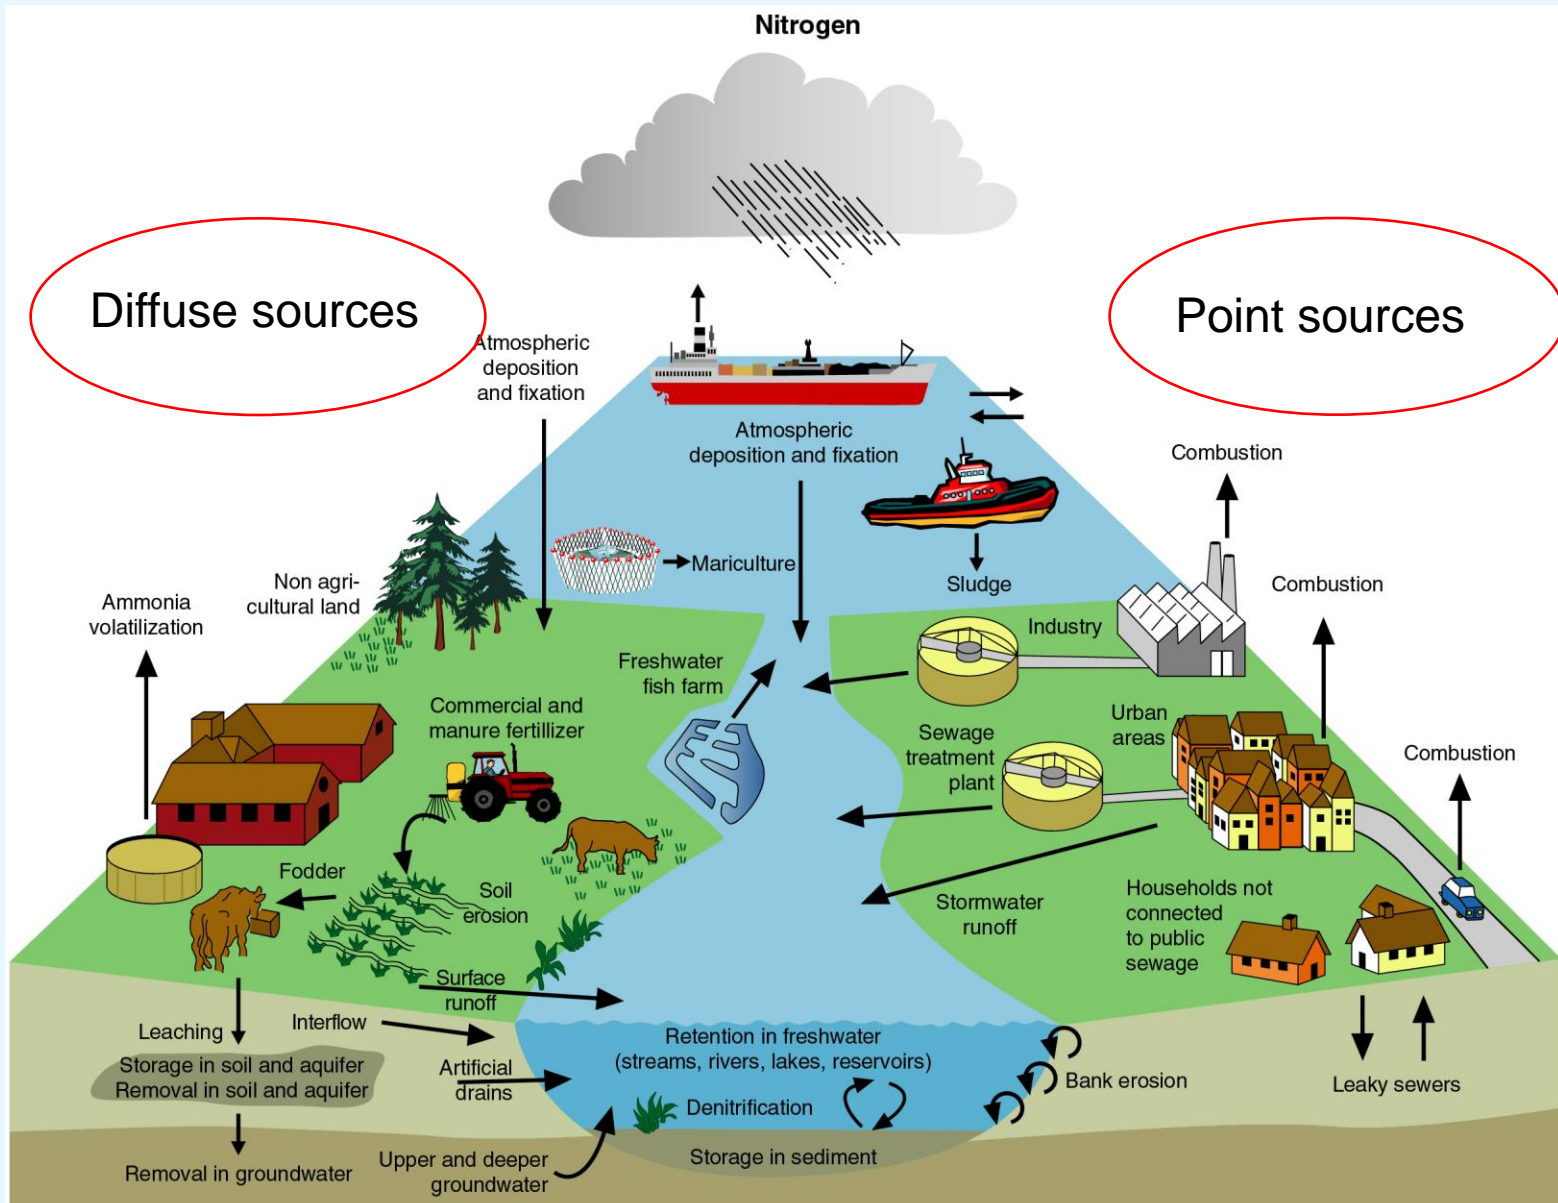 Nitrogen
Diffuse sources
Point sources
Atmospheric
deposition
and fixation
Atmospheric
deposition and fixation
Combustion
Mariculture
Sludge
Non agri-
cultural land
Ammonia
volatilization
Combustion
Industry
Freshwater
fish farm
Commercial and
manure fertillizer
Urban
areas
Sewage
treatment
plant
Combustion
Fodder
Soil
erosion
Stormwater
runoff
Households not
connected
to public
sewage
Surface
runoff
Leaching
Interflow
Retention in freshwater
(streams, rivers, lakes, reservoirs)
Storage in soil and aquifer
Removal in soil and aquifer
Artificial
drains
Bank erosion
Leaky sewers
Denitrification
Storage in sediment
Removal in groundwater
Upper and deeper
groundwater